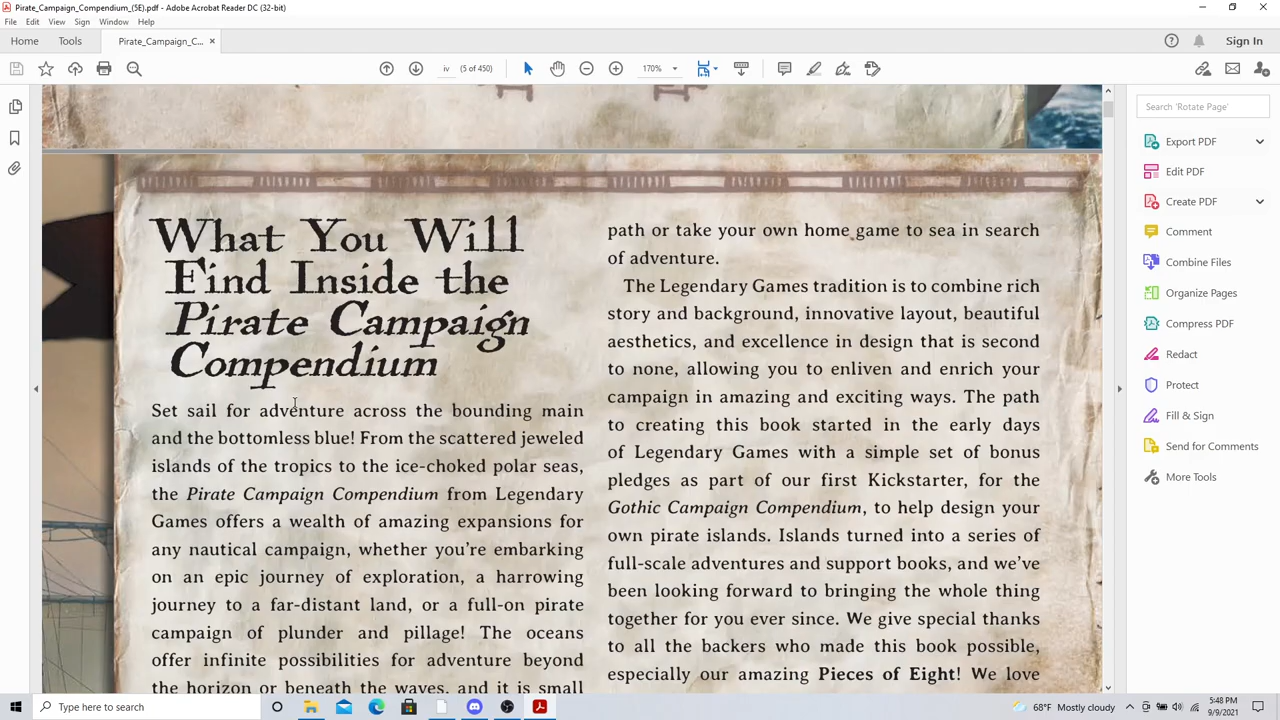 Pirate_Campaign_Compendium_(5E).pdf - Adobe Acrobat Reader DC (32-bit)
File Edit View Sign Window Help
Home Tools Pirate_Campaign_C... Sign In
iv (5 of 450) 170%
What You Will
Find Inside the
Pirate Campaign
Compendium
Set sail for adventure across the bounding main
and the bottomless blue! From the scattered jeweled
islands of the tropics to the ice-choked polar seas,
the Pirate Campaign Compendium from Legendary
Games offers a wealth of amazing expansions for
any nautical campaign, whether you're embarking
on an epic journey of exploration, a harrowing
journey to a far-distant land, or a full-on pirate
campaign of plunder and pillage! The oceans
offer infinite possibilities for adventure beyond
the horizon or beneath the waves, and it is small
path or take your own home game to sea in search
of adventure.
The Legendary Games tradition is to combine rich
story and background, innovative layout, beautiful
aesthetics, and excellence in design that is second
to none, allowing you to enliven and enrich your
campaign in amazing and exciting ways. The path
to creating this book started in the early days
of Legendary Games with a simple set of bonus
pledges as part of our first Kickstarter, for the
Gothic Campaign Compendium, to help design your
own pirate islands. Islands turned into a series of
full-scale adventures and support books, and we've
been looking forward to bringing the whole thing
together for you ever since. We give special thanks
to all the backers who made this book possible,
especially our amazing Pieces of Eight! We love
Search 'Rotate Page'
Export PDF
Edit PDF
Create PDF
Comment
Combine Files
Organize Pages
Compress PDF
Redact
Protect
Fill & Sign
Send for Comments
More Tools
Type here to search
68°F Mostly cloudy
5:48 PM
9/9/2021